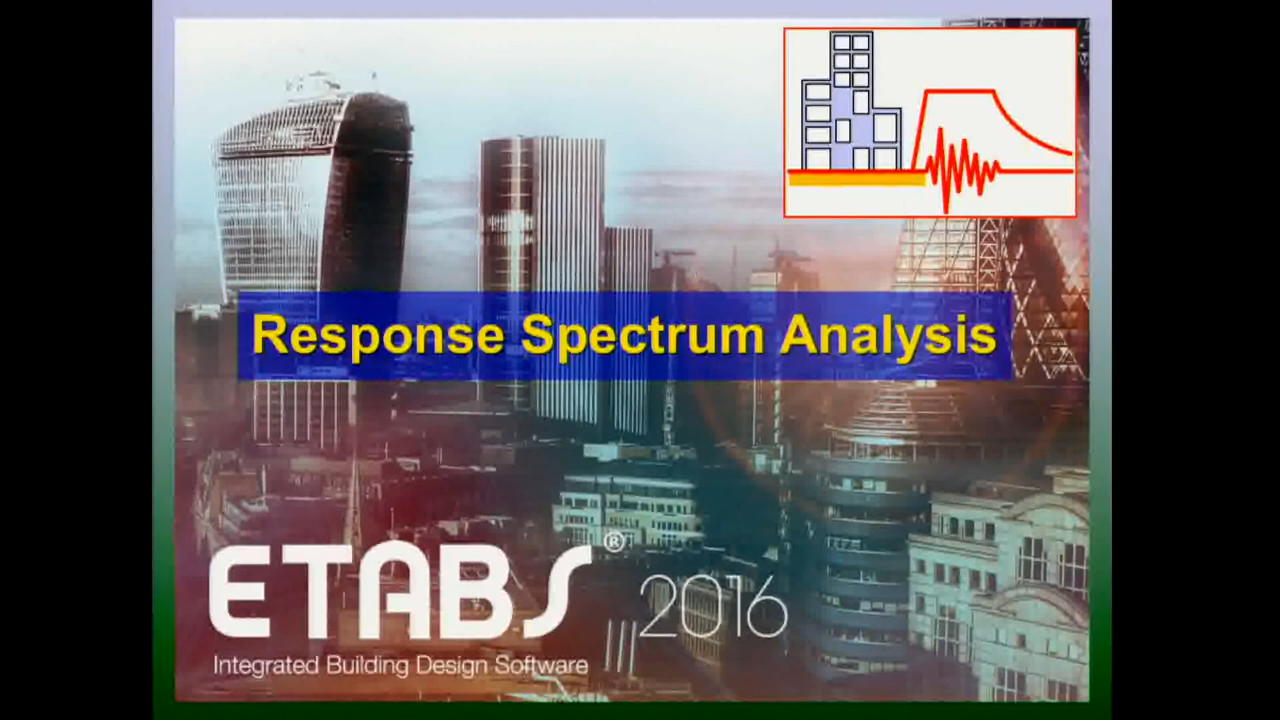 Response Spectrum Analysis
ETABS® 2016
Integrated Building Design Software